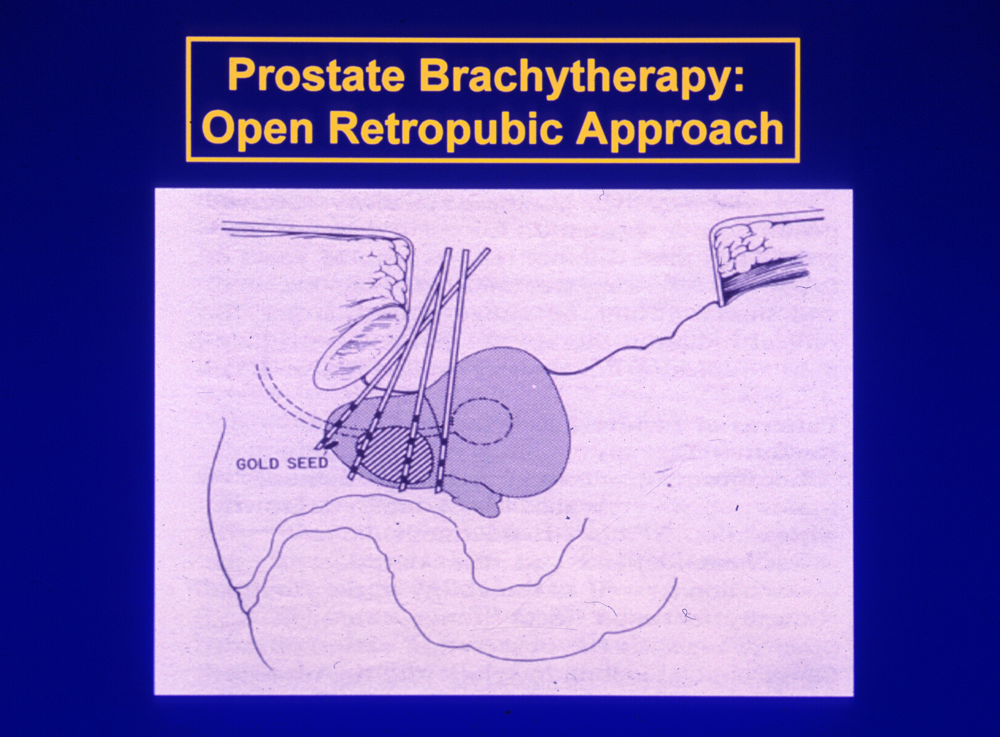 Prostate Brachytherapy:
Open Retropubic Approach
GOLD SEED